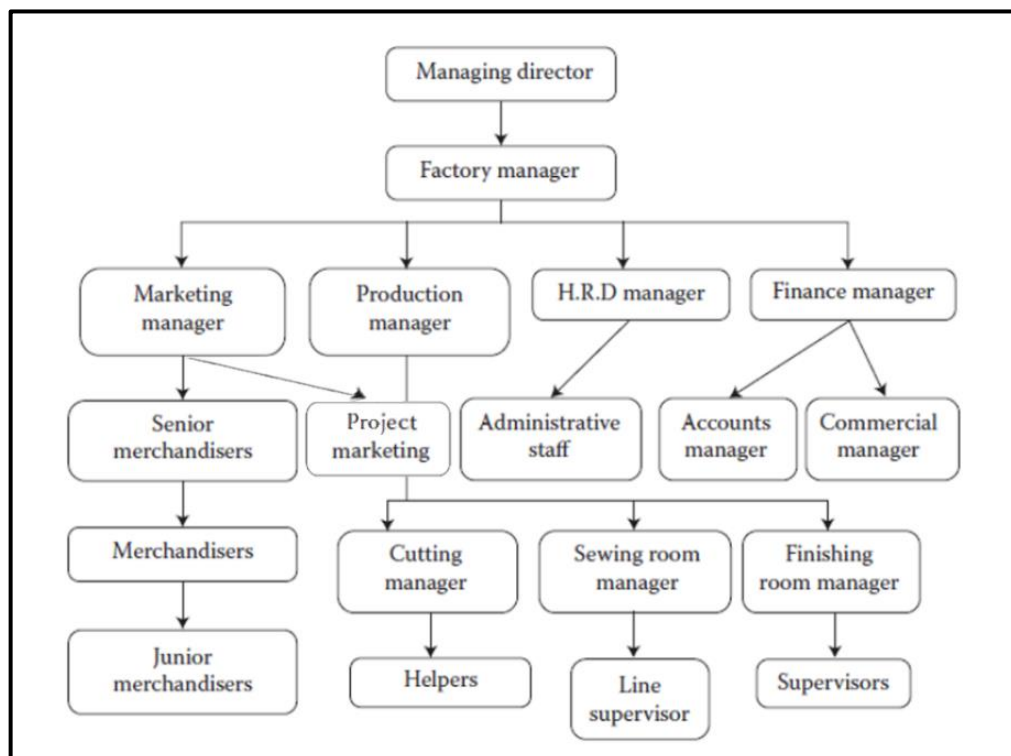 Managing director
Factory manager
Marketing
manager
Production
manager
H.R.D manager
Finance manager
Senior
merchandisers
Project
marketing
Administrative
staff
Accounts
manager
Commercial
manager
Merchandisers
Cutting
manager
Sewing room
manager
Finishing
room manager
Junior
merchandisers
Helpers
Line
supervisor
Supervisors